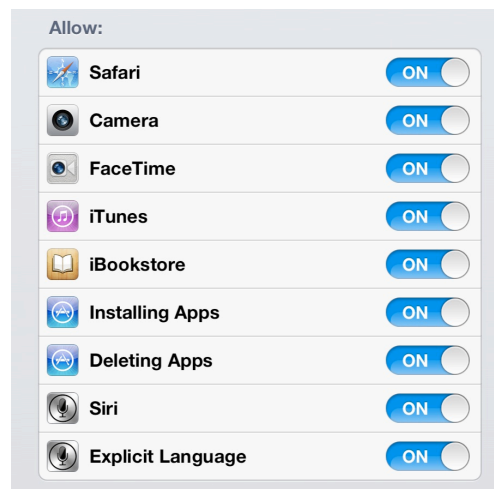 Allow:
Safari ON
Camera ON
FaceTime ON
iTunes ON
iBookstore ON
Installing Apps ON
Deleting Apps ON
Siri ON
Explicit Language ON